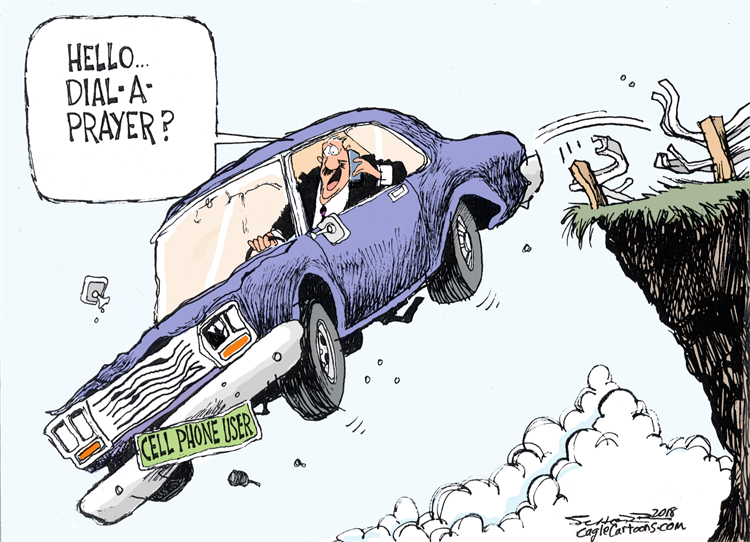 HELLO...
DIAL-A-
PRAYER?
CELL PHONE USER
2018
CagleCartoons.com